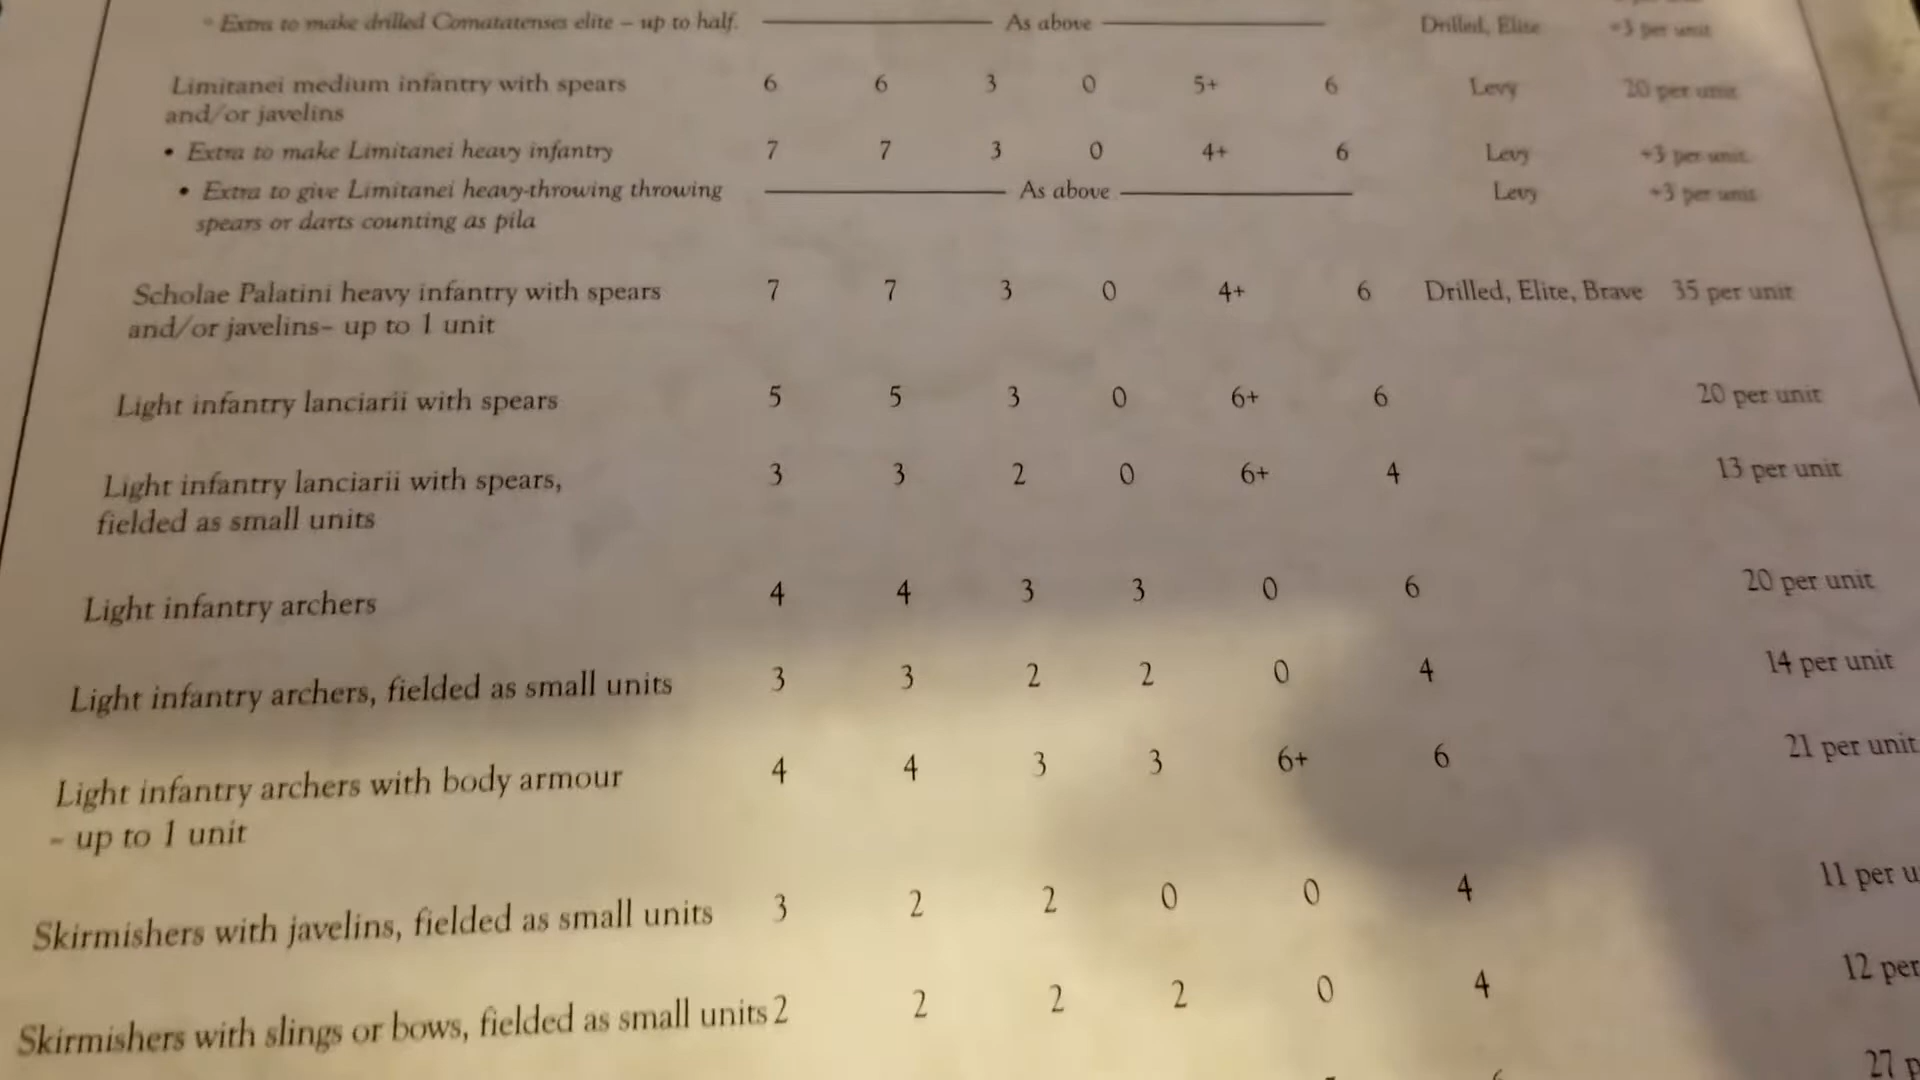 • Extra to make drilled Comatatenses elite – up to half. As above Drilled, Elite +3 per unit
Limitanei medium infantry with spears 6 6 3 0 5+ 6 Levy 20 per unit
and/or javelins
• Extra to make Limitanei heavy infantry 7 7 3 0 4+ 6 Levy +3 per unit
• Extra to give Limitanei heavy-throwing throwing As above Levy +3 per unit
spears or darts counting as pila
Scholae Palatini heavy infantry with spears 7 7 3 0 4+ 6 Drilled, Elite, Brave 35 per unit
and/or javelins– up to 1 unit
Light infantry lanciarii with spears 5 5 3 0 6+ 6 20 per unit
Light infantry lanciarii with spears, 3 3 2 0 6+ 4 13 per unit
fielded as small units
Light infantry archers 4 4 3 3 0 6 20 per unit
Light infantry archers, fielded as small units 3 3 2 2 0 4 14 per unit
Light infantry archers with body armour 4 4 3 3 6+ 6 21 per unit
– up to 1 unit
Skirmishers with javelins, fielded as small units 3 2 2 0 0 4 11 per u
Skirmishers with slings or bows, fielded as small units 2 2 2 2 0 4 12 per
27 p